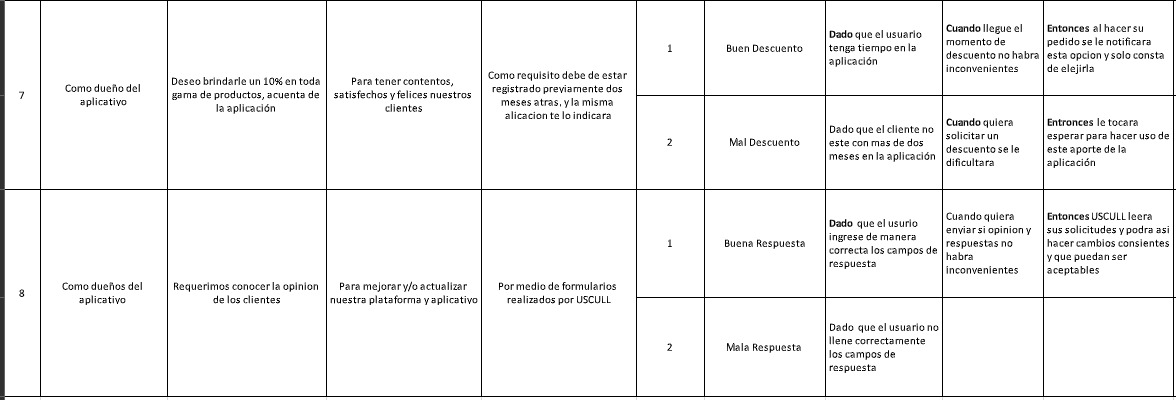 7
Como dueño del
aplicativo
Deseo brindarle un 10% en toda
gama de productos, acuenta de
la aplicación
Para tener contentos,
satisfechos y felices nuestros
clientes
Como requisito debe de estar
registrado previamente dos
meses atras, y la misma
alicacion te lo indicara
1
Buen Descuento
Dado que el usuario
tenga tiempo en la
aplicación
Cuando llegue el
momento de
descuento no habra
inconvenientes
Entonces al hacer su
pedido se le notificara
esta opcion y solo consta
de elejirla
2
Mal Descuento
Dado que el cliente no
este con mas de dos
meses en la aplicación
Cuando quiera
solicitar un
descuento se le
dificultara
Entronces le tocara
esperar para hacer uso de
este aporte de la
aplicación
8
Como dueños del
aplicativo
Requerimos conocer la opinion
de los clientes
Para mejorar y/o actualizar
nuestra plataforma y aplicativo
Por medio de formularios
realizados por USCULL
1
Buena Respuesta
Dado que el usurio
ingrese de manera
correcta los campos de
respuesta
Cuando quiera
enviar si opinion y
respuestas no
habra
inconvenientes
Entonces USCULL leera
sus solicitudes y podra asi
hacer cambios consientes
y que puedan ser
aceptables
2
Mala Respuesta
Dado que el usuario no
llene correctamente
los campos de
respuesta